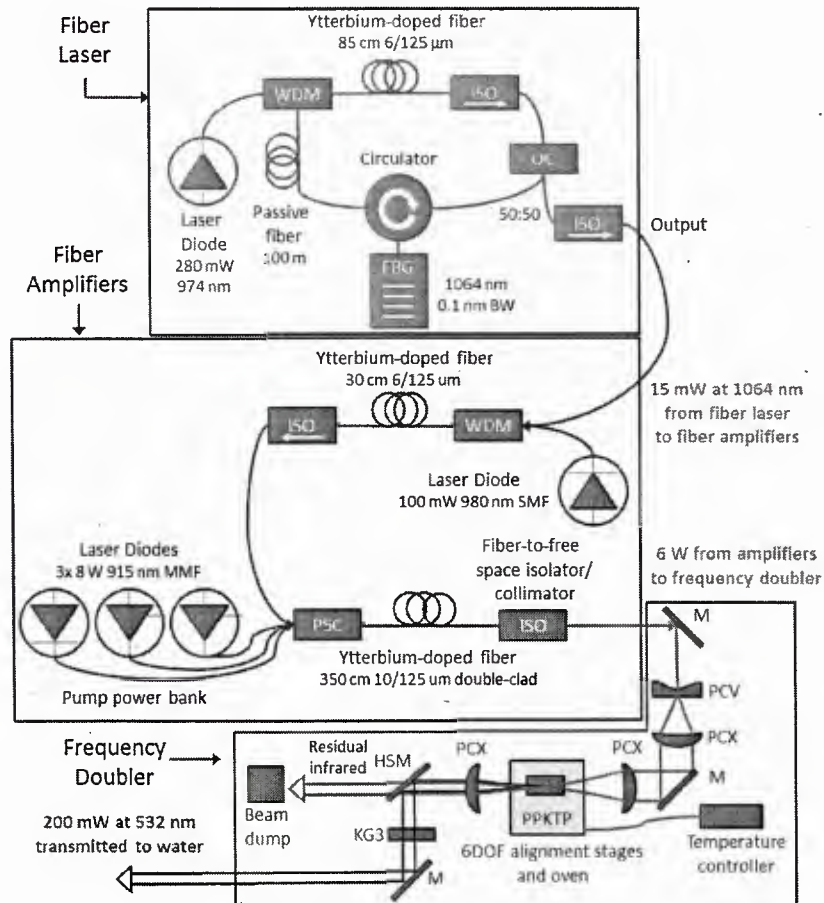 Fiber
Laser
Ytterbium-doped fiber
85 cm 6/125 µm
WDM
ISO
Circulator
OC
Laser
Diode
280 mW
974 nm
Passive
fiber
100 m
50:50
ISO
Output
FBG
1064 nm
0.1 nm BW
Fiber
Amplifiers
Ytterbium-doped fiber
30 cm 6/125 um
ISO
WDM
15 mW at 1064 nm
from fiber laser
to fiber amplifiers
Laser Diode
100 mW 980 nm SMF
Laser Diodes
3x 8 W 915 nm MMF
Fiber-to-free
space isolator/
collimator
6 W from amplifiers
to frequency doubler
PSC
ISO
M
Ytterbium-doped fiber
350 cm 10/125 um double-clad
Pump power bank
PCV
PCX
Frequency
Doubler
Residual
infrared
HSM
PCX
PCX
M
Beam
dump
PPKTP
200 mW at 532 nm
transmitted to water
KG3
M
6DOF alignment stages
and oven
Temperature
controller